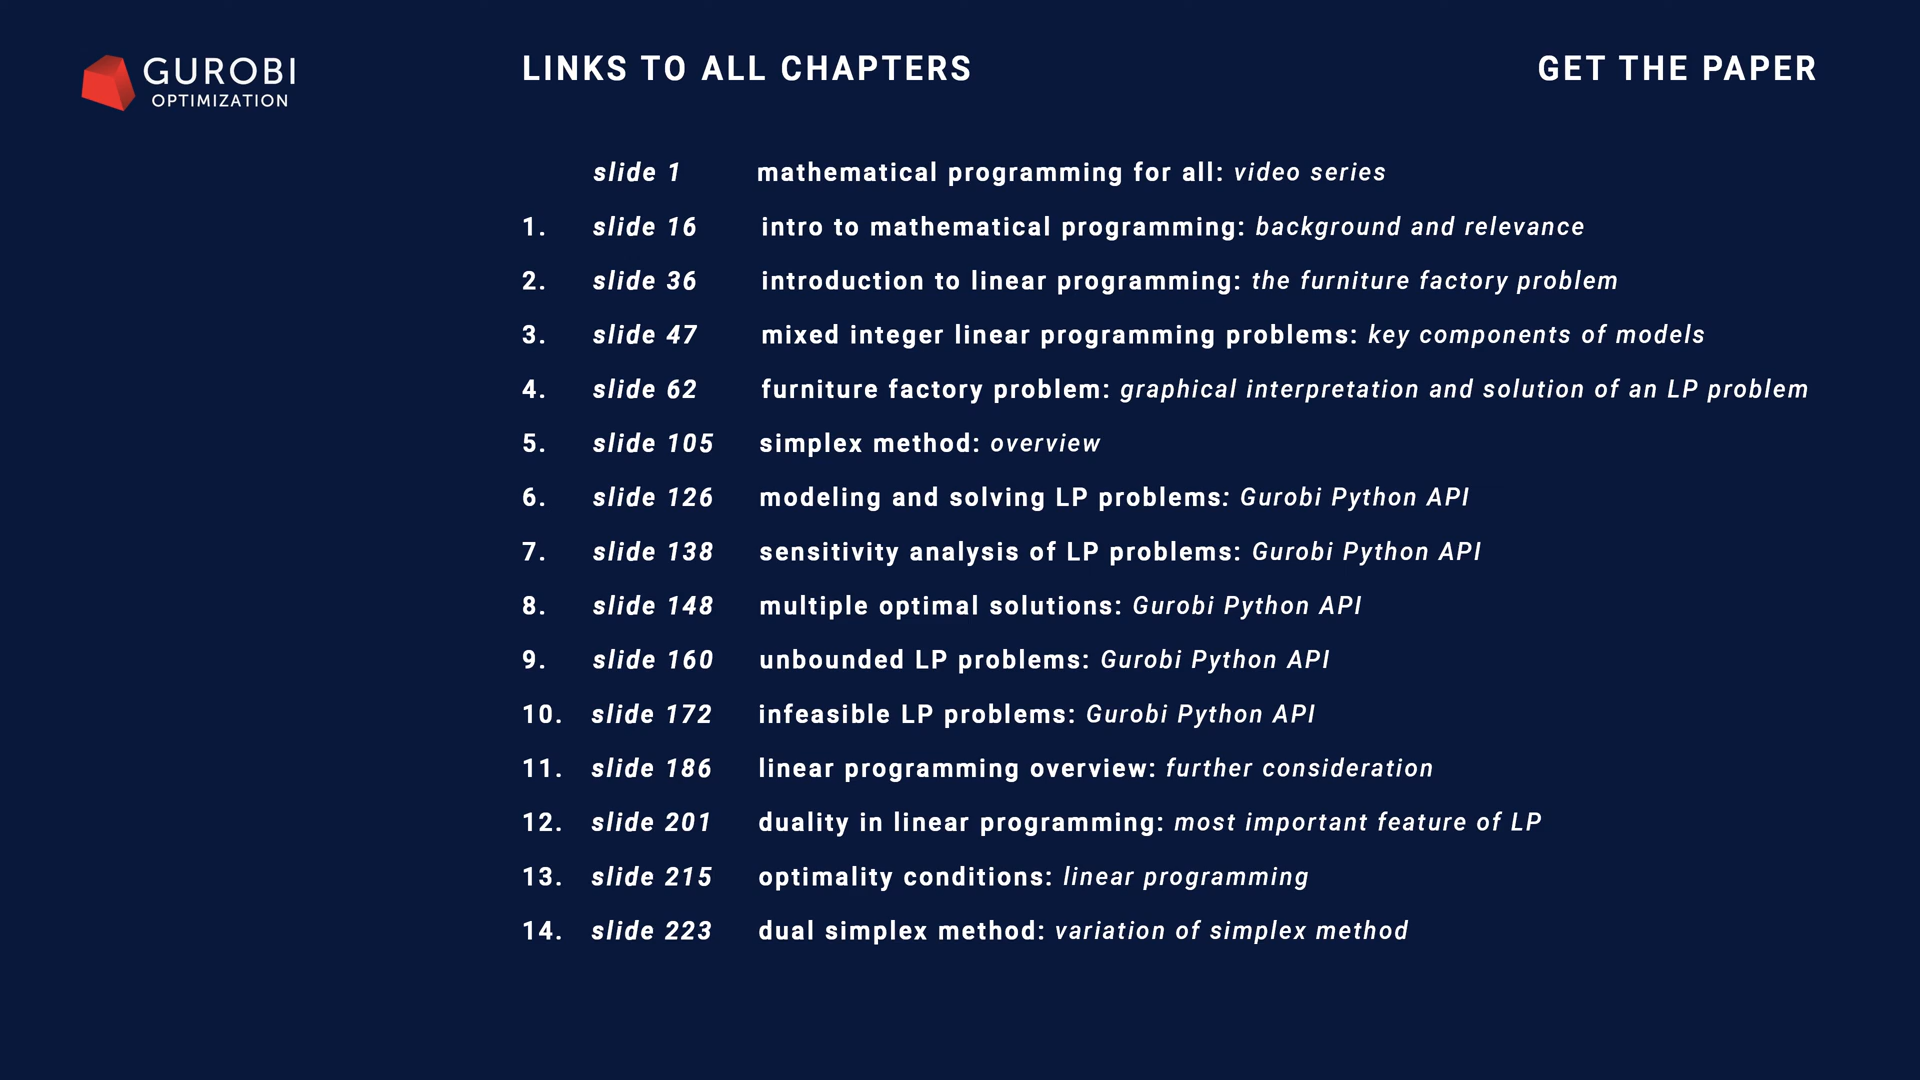 GUROBI
OPTIMIZATION
LINKS TO ALL CHAPTERS
GET THE PAPER
slide 1 mathematical programming for all: video series
1. slide 16 intro to mathematical programming: background and relevance
2. slide 36 introduction to linear programming: the furniture factory problem
3. slide 47 mixed integer linear programming problems: key components of models
4. slide 62 furniture factory problem: graphical interpretation and solution of an LP problem
5. slide 105 simplex method: overview
6. slide 126 modeling and solving LP problems: Gurobi Python API
7. slide 138 sensitivity analysis of LP problems: Gurobi Python API
8. slide 148 multiple optimal solutions: Gurobi Python API
9. slide 160 unbounded LP problems: Gurobi Python API
10. slide 172 infeasible LP problems: Gurobi Python API
11. slide 186 linear programming overview: further consideration
12. slide 201 duality in linear programming: most important feature of LP
13. slide 215 optimality conditions: linear programming
14. slide 223 dual simplex method: variation of simplex method